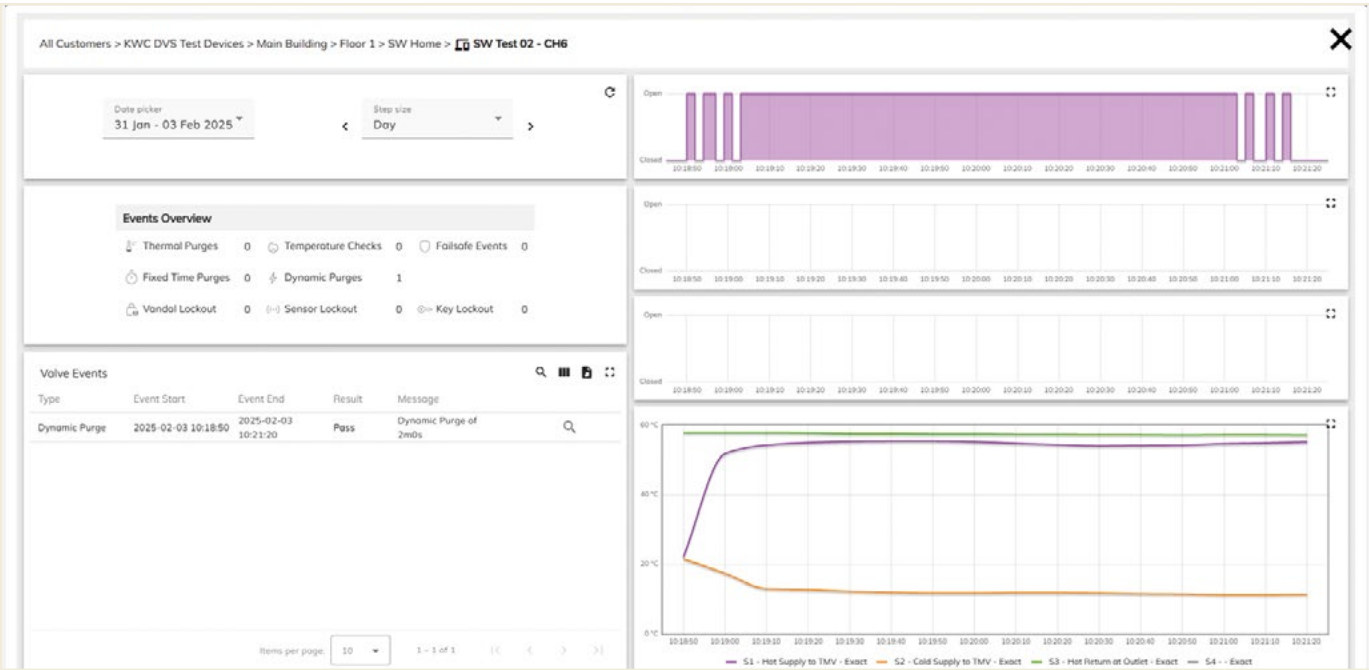 All Customers > KWC DVS Test Devices > Main Building > Floor 1 > SW Home > SW Test 02 - CH6
Date picker
31 Jan - 03 Feb 2025
Step size
Day
Events Overview
Thermal Purges 0 Temperature Checks 0 Failsafe Events 0
Fixed Time Purges 0 Dynamic Purges 1
Vandal Lockout 0 Sensor Lockout 0 Key Lockout 0
Valve Events
Type Event Start Event End Result Message
Dynamic Purge 2025-02-03 10:18:50 2025-02-03 10:21:20 Pass Dynamic Purge of 2m0s
Items per page: 10 1 - 1 of 1
Open
Closed
10:18:50 10:19:00 10:19:10 10:19:20 10:19:30 10:19:40 10:19:50 10:20:00 10:20:10 10:20:20 10:20:30 10:20:40 10:20:50 10:21:00 10:21:10 10:21:20
Open
Closed
10:18:50 10:19:00 10:19:10 10:19:20 10:19:30 10:19:40 10:19:50 10:20:00 10:20:10 10:20:20 10:20:30 10:20:40 10:20:50 10:21:00 10:21:10 10:21:20
Open
Closed
10:18:50 10:19:00 10:19:10 10:19:20 10:19:30 10:19:40 10:19:50 10:20:00 10:20:10 10:20:20 10:20:30 10:20:40 10:20:50 10:21:00 10:21:10 10:21:20
60 °C
40 °C
20 °C
0 °C
10:18:50 10:19:00 10:19:10 10:19:20 10:19:30 10:19:40 10:19:50 10:20:00 10:20:10 10:20:20 10:20:30 10:20:40 10:20:50 10:21:00 10:21:10 10:21:20
S1 - Hot Supply to TMV - Exact S2 - Cold Supply to TMV - Exact S3 - Hot Return at Outlet - Exact S4 - - Exact